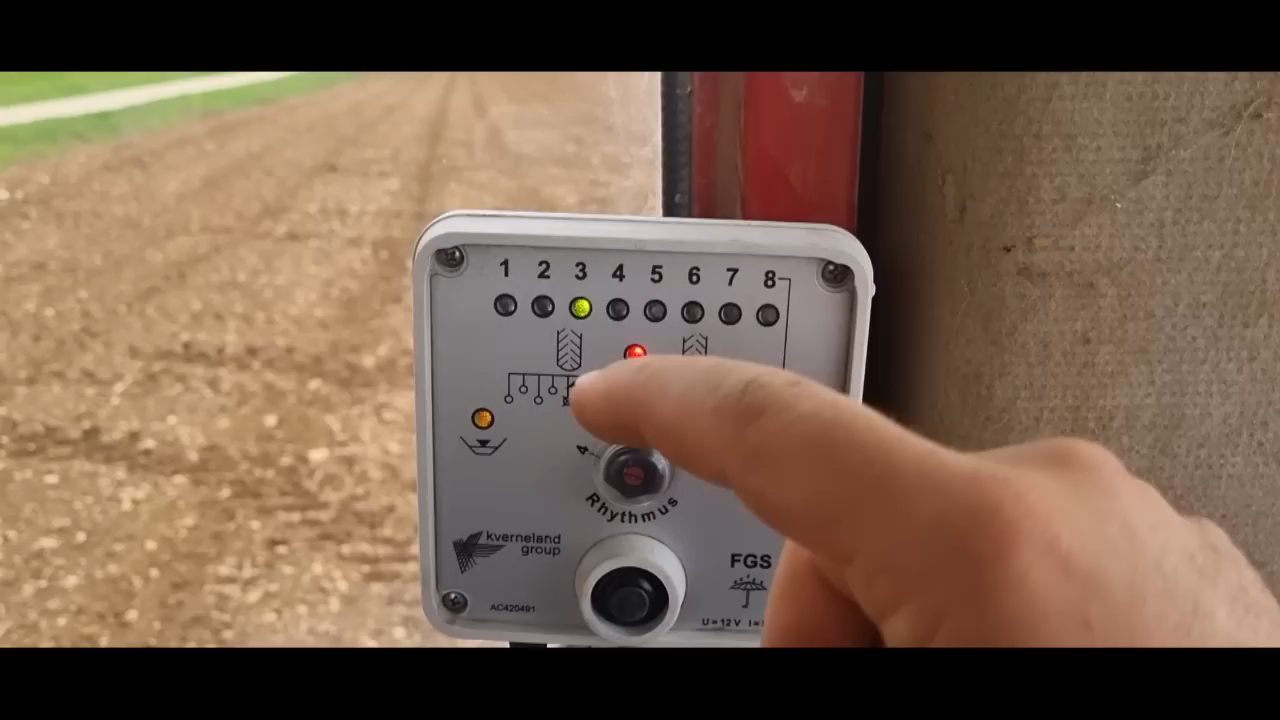 1 2 3 4 5 6 7 8
4
Rhythmus
kverneland
group
FGS
AC420491
U=12V I=